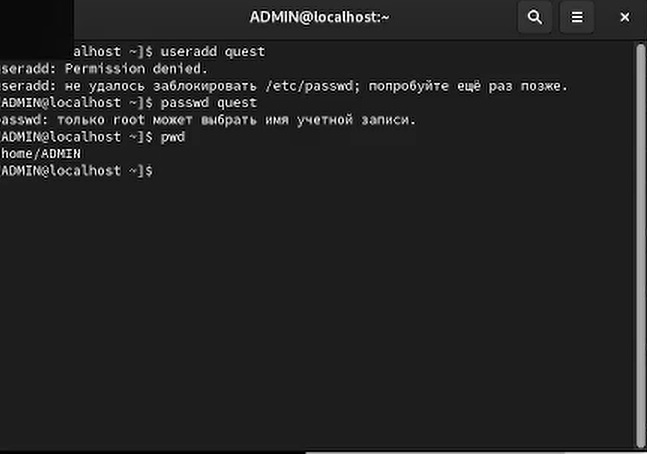 ADMIN@localhost:~
alhost ~]$ useradd quest
seradd: Permission denied.
seradd: не удалось заблокировать /etc/passwd; попробуйте ещё раз позже.
ADMIN@localhost ~]$ passwd quest
asswd: только root может выбрать имя учетной записи.
ADMIN@localhost ~]$ pwd
home/ADMIN
ADMIN@localhost ~]$